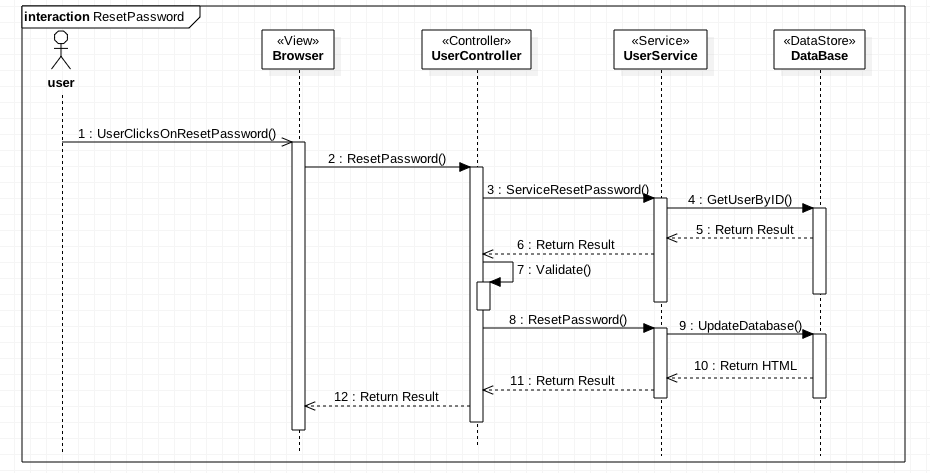 interaction ResetPassword
user
«View»
Browser
«Controller»
UserController
«Service»
UserService
«DataStore»
DataBase
1 : UserClicksOnResetPassword()
2 : ResetPassword()
3 : ServiceResetPassword()
4 : GetUserByID()
5 : Return Result
6 : Return Result
7 : Validate()
8 : ResetPassword()
9 : UpdateDatabase()
10 : Return HTML
11 : Return Result
12 : Return Result